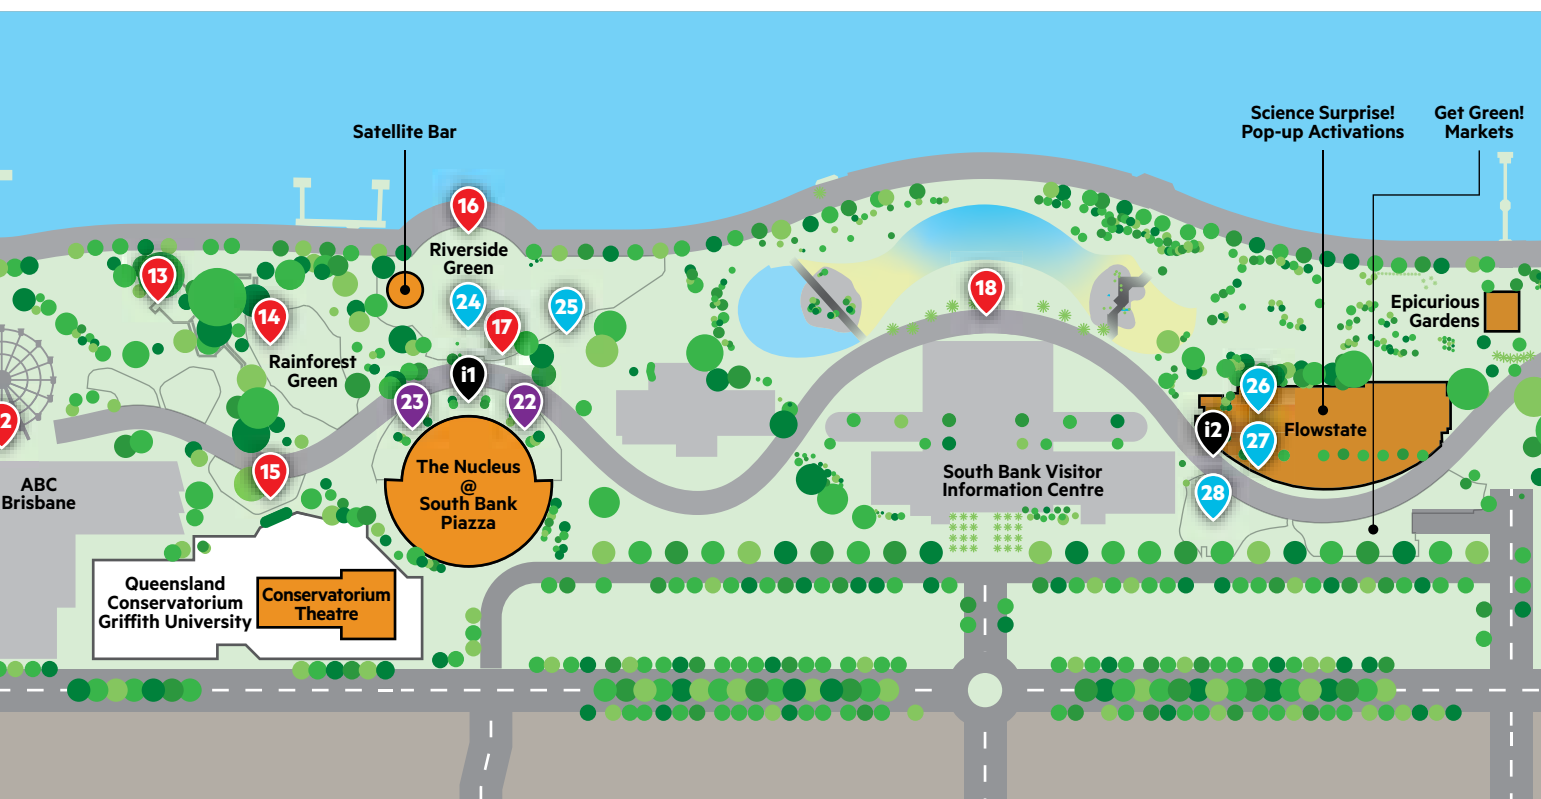 Satellite Bar
Science Surprise!
Pop-up Activations
Get Green!
Markets
16
Riverside
Green
13
14
24
25
17
18
Rainforest
Green
Epicurious
Gardens
i1
23
22
26
i2
27
Flowstate
2
15
The Nucleus
@
South Bank
Piazza
South Bank Visitor
Information Centre
28
ABC
Brisbane
Queensland
Conservatorium
Griffith University
Conservatorium
Theatre